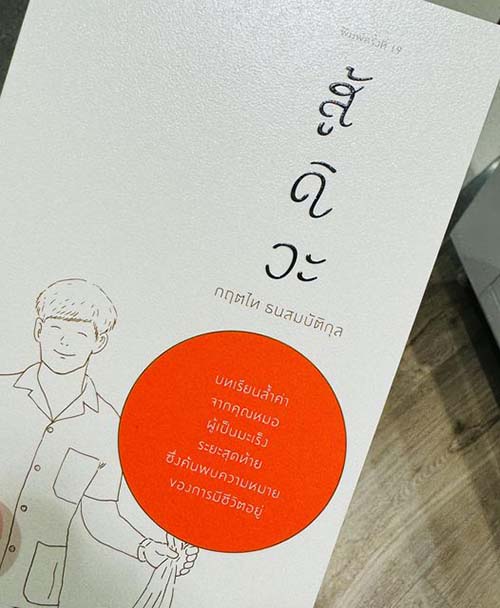 พิมพ์ครั้งที่ 19
สู้
ดิ
วะ
กฤตไท ธนสมบัติกุล
บทเรียนล้ำค่า
จากคุณหมอ
ผู้เป็นมะเร็ง
ระยะสุดท้าย
ซึ่งค้นพบความหมาย
ของการมีชีวิตอยู่